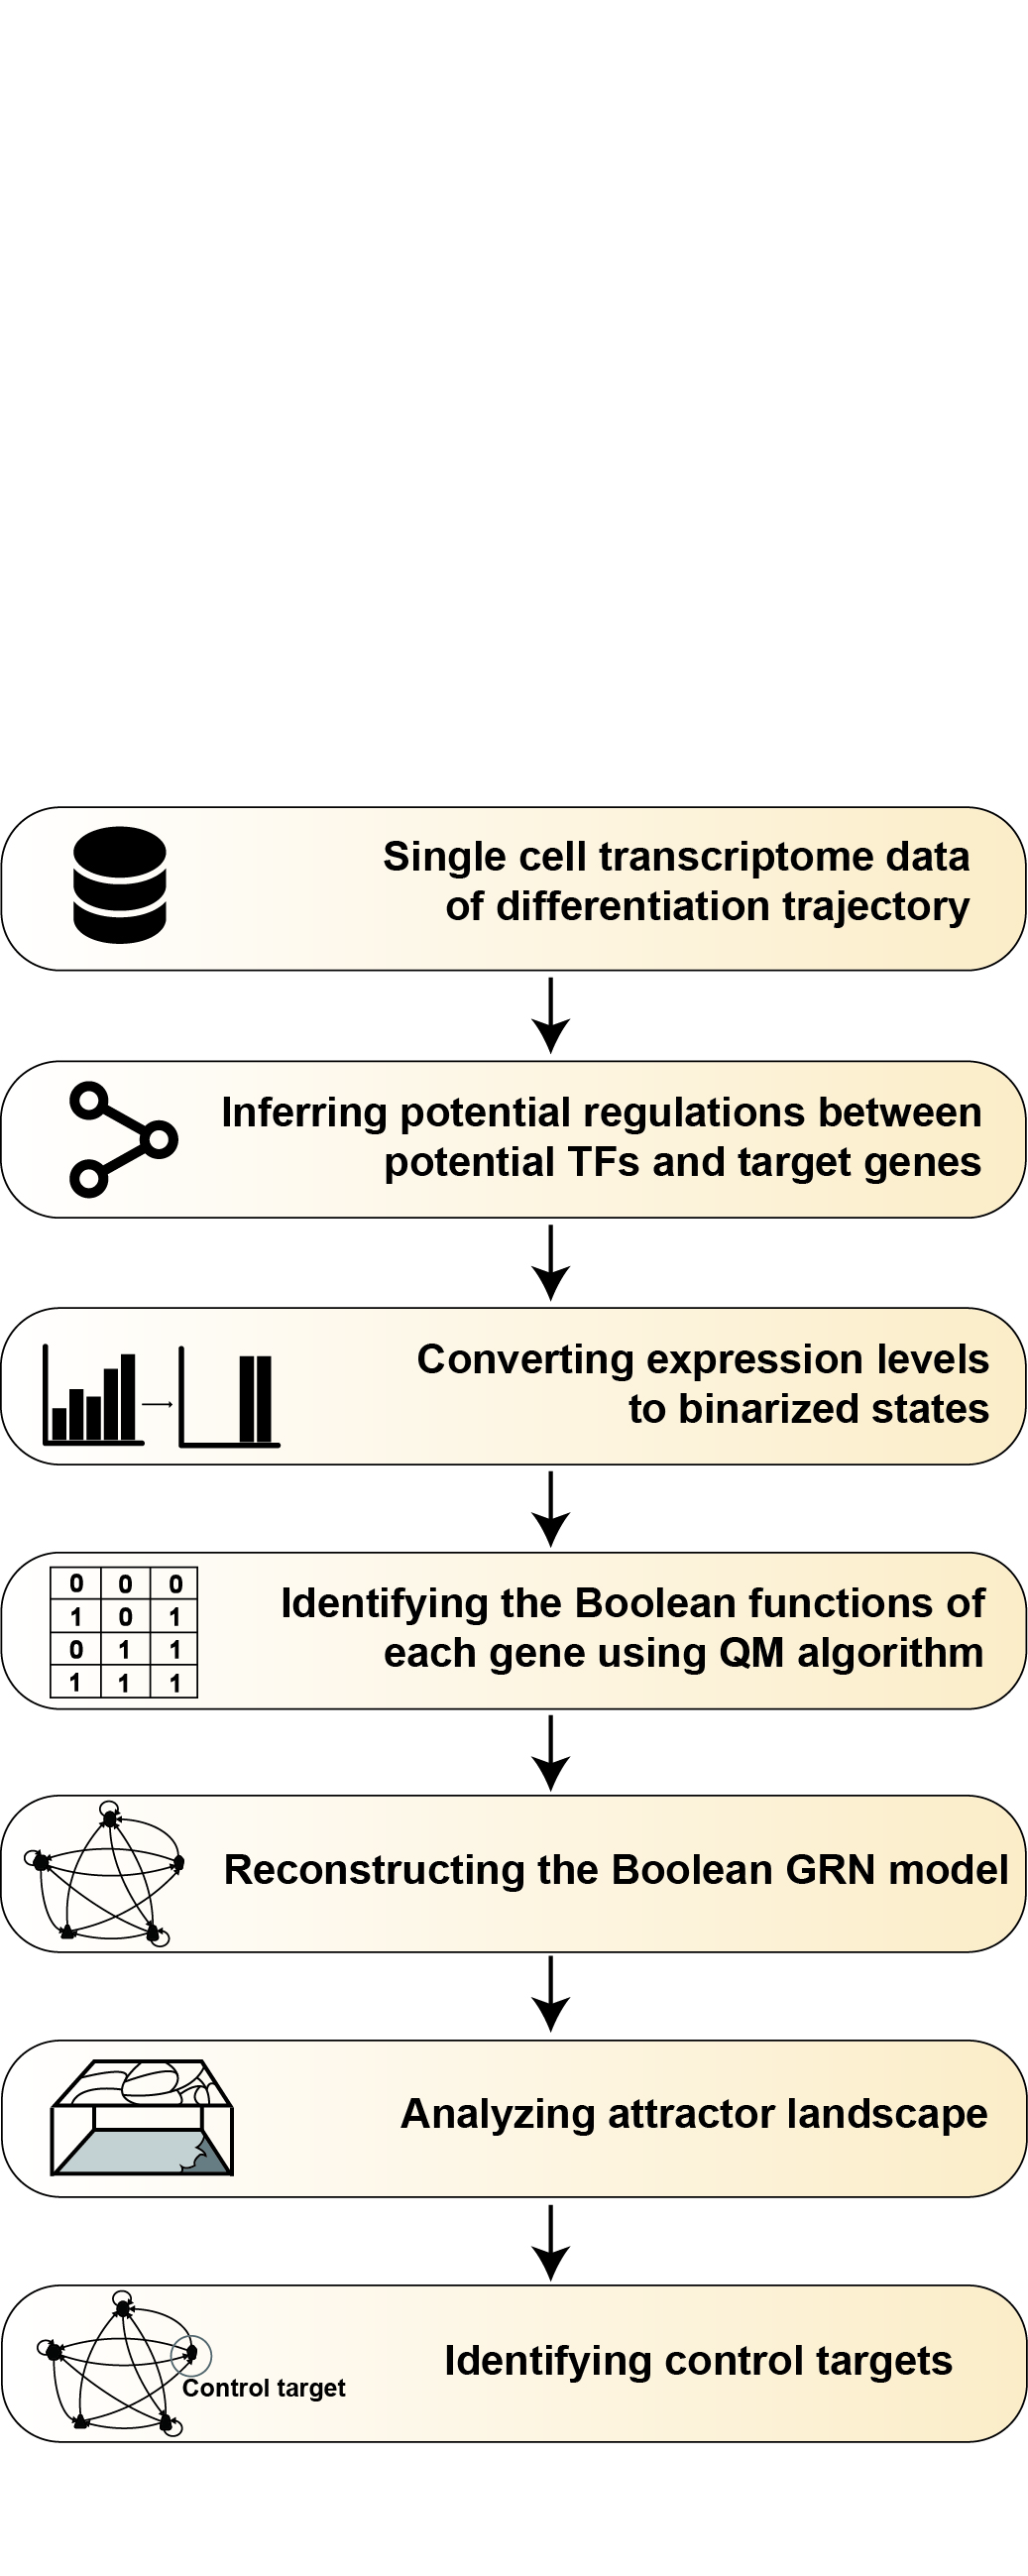 Single cell transcriptome data
of differentiation trajectory
Inferring potential regulations between
potential TFs and target genes
Converting expression levels
to binarized states
0 0 0
1 0 1
0 1 1
1 1 1
Identifying the Boolean functions of
each gene using QM algorithm
Reconstructing the Boolean GRN model
Analyzing attractor landscape
Control target
Identifying control targets